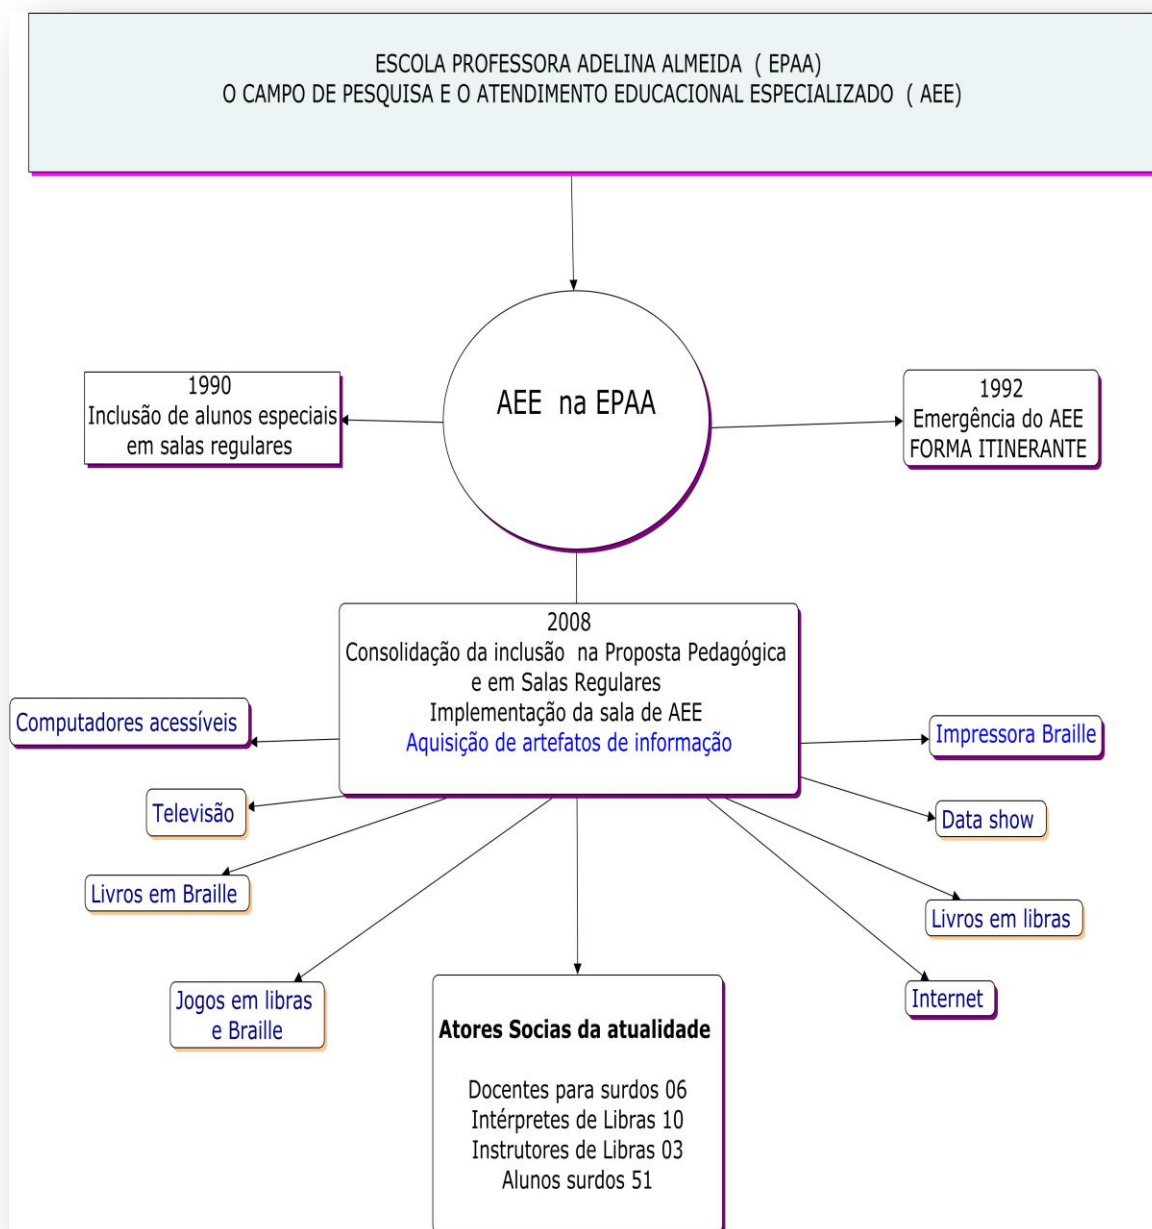 ESCOLA PROFESSORA ADELINA ALMEIDA ( EPAA)
O CAMPO DE PESQUISA E O ATENDIMENTO EDUCACIONAL ESPECIALIZADO ( AEE)
AEE na EPAA
1990
Inclusão de alunos especiais
em salas regulares
1992
Emergência do AEE
FORMA ITINERANTE
2008
Consolidação da inclusão na Proposta Pedagógica
e em Salas Regulares
Implementação da sala de AEE
Aquisição de artefatos de informação
Computadores acessíveis
Impressora Braille
Televisão
Data show
Livros em Braille
Livros em libras
Jogos em libras
e Braille
Internet
Atores Socias da atualidade
Docentes para surdos 06
Intérpretes de Libras 10
Instrutores de Libras 03
Alunos surdos 51